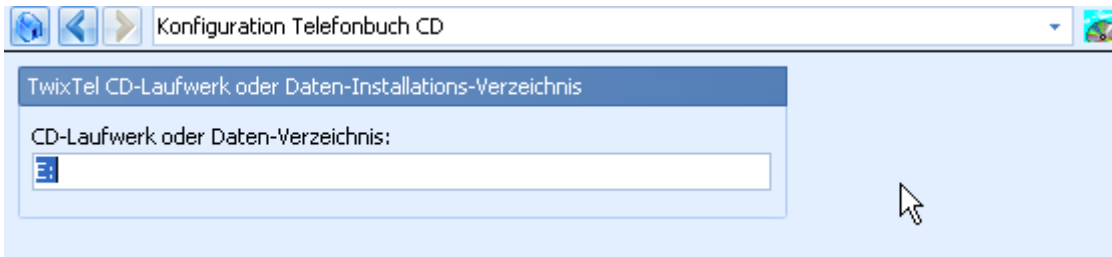 Konfiguration Telefonbuch CD
TwixTel CD-Laufwerk oder Daten-Installations-Verzeichnis
CD-Laufwerk oder Daten-Verzeichnis:
E: